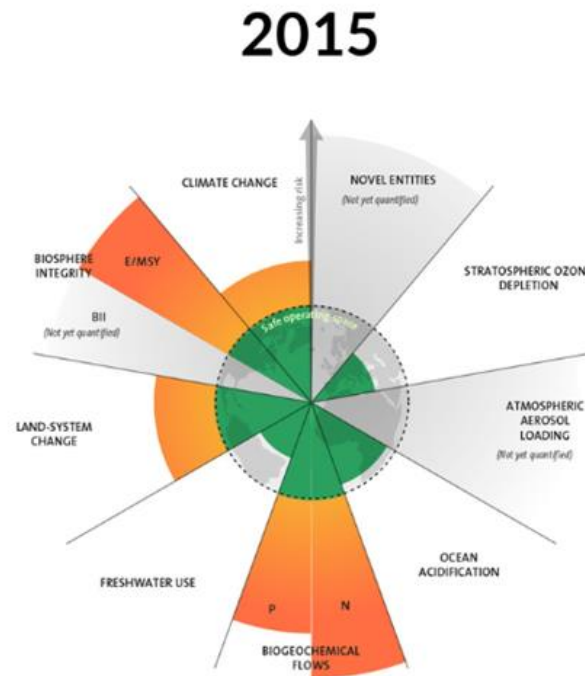 2015
CLIMATE CHANGE
Increasing risk
NOVEL ENTITIES
(Not yet quantified)
STRATOSPHERIC OZON
DEPLETION
BIOSPHERE
INTEGRITY
E/MSY
BII
(Not yet quantified)
Safe operating space
LAND-SYSTEM
CHANGE
ATMOSPHERIC
AEROSOL
LOADING
(Not yet quantified)
FRESHWATER USE
OCEAN
ACIDIFICATION
P
N
BIOGEOCHEMICAL
FLOWS